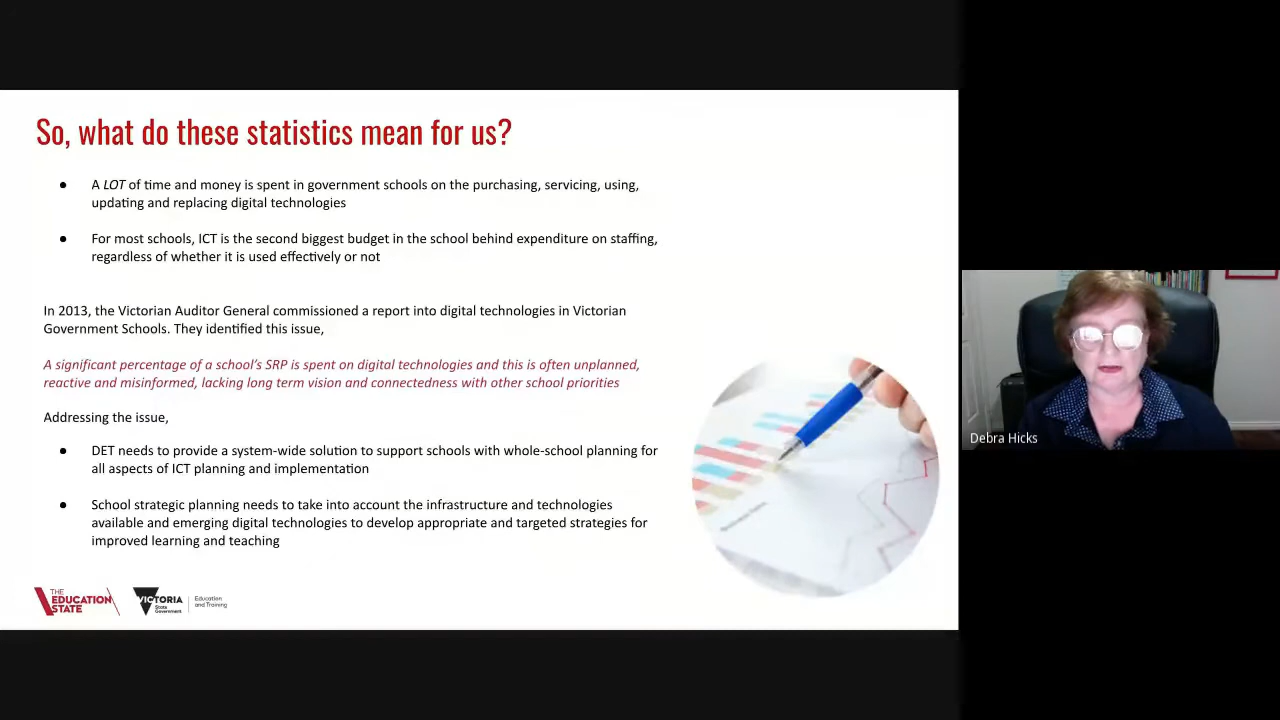 So, what do these statistics mean for us?
● A LOT of time and money is spent in government schools on the purchasing, servicing, using,
updating and replacing digital technologies
● For most schools, ICT is the second biggest budget in the school behind expenditure on staffing,
regardless of whether it is used effectively or not
In 2013, the Victorian Auditor General commissioned a report into digital technologies in Victorian
Government Schools. They identified this issue,
A significant percentage of a school's SRP is spent on digital technologies and this is often unplanned,
reactive and misinformed, lacking long term vision and connectedness with other school priorities
Addressing the issue,
● DET needs to provide a system-wide solution to support schools with whole-school planning for
all aspects of ICT planning and implementation
● School strategic planning needs to take into account the infrastructure and technologies
available and emerging digital technologies to develop appropriate and targeted strategies for
improved learning and teaching
THE
EDUCATION
STATE
VICTORIA
State
Government
Education
and Training
Debra Hicks